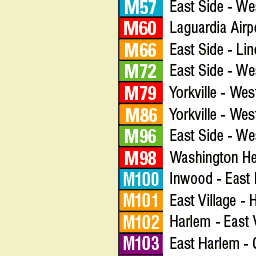 M57 East Side - Wes
M60 Laguardia Airpo
M66 East Side - Linc
M72 East Side - Wes
M79 Yorkville - West
M86 Yorkville - West
M96 East Side - Wes
M98 Washington He
M100 Inwood - East
M101 East Village - H
M102 Harlem - East V
M103 East Harlem - C